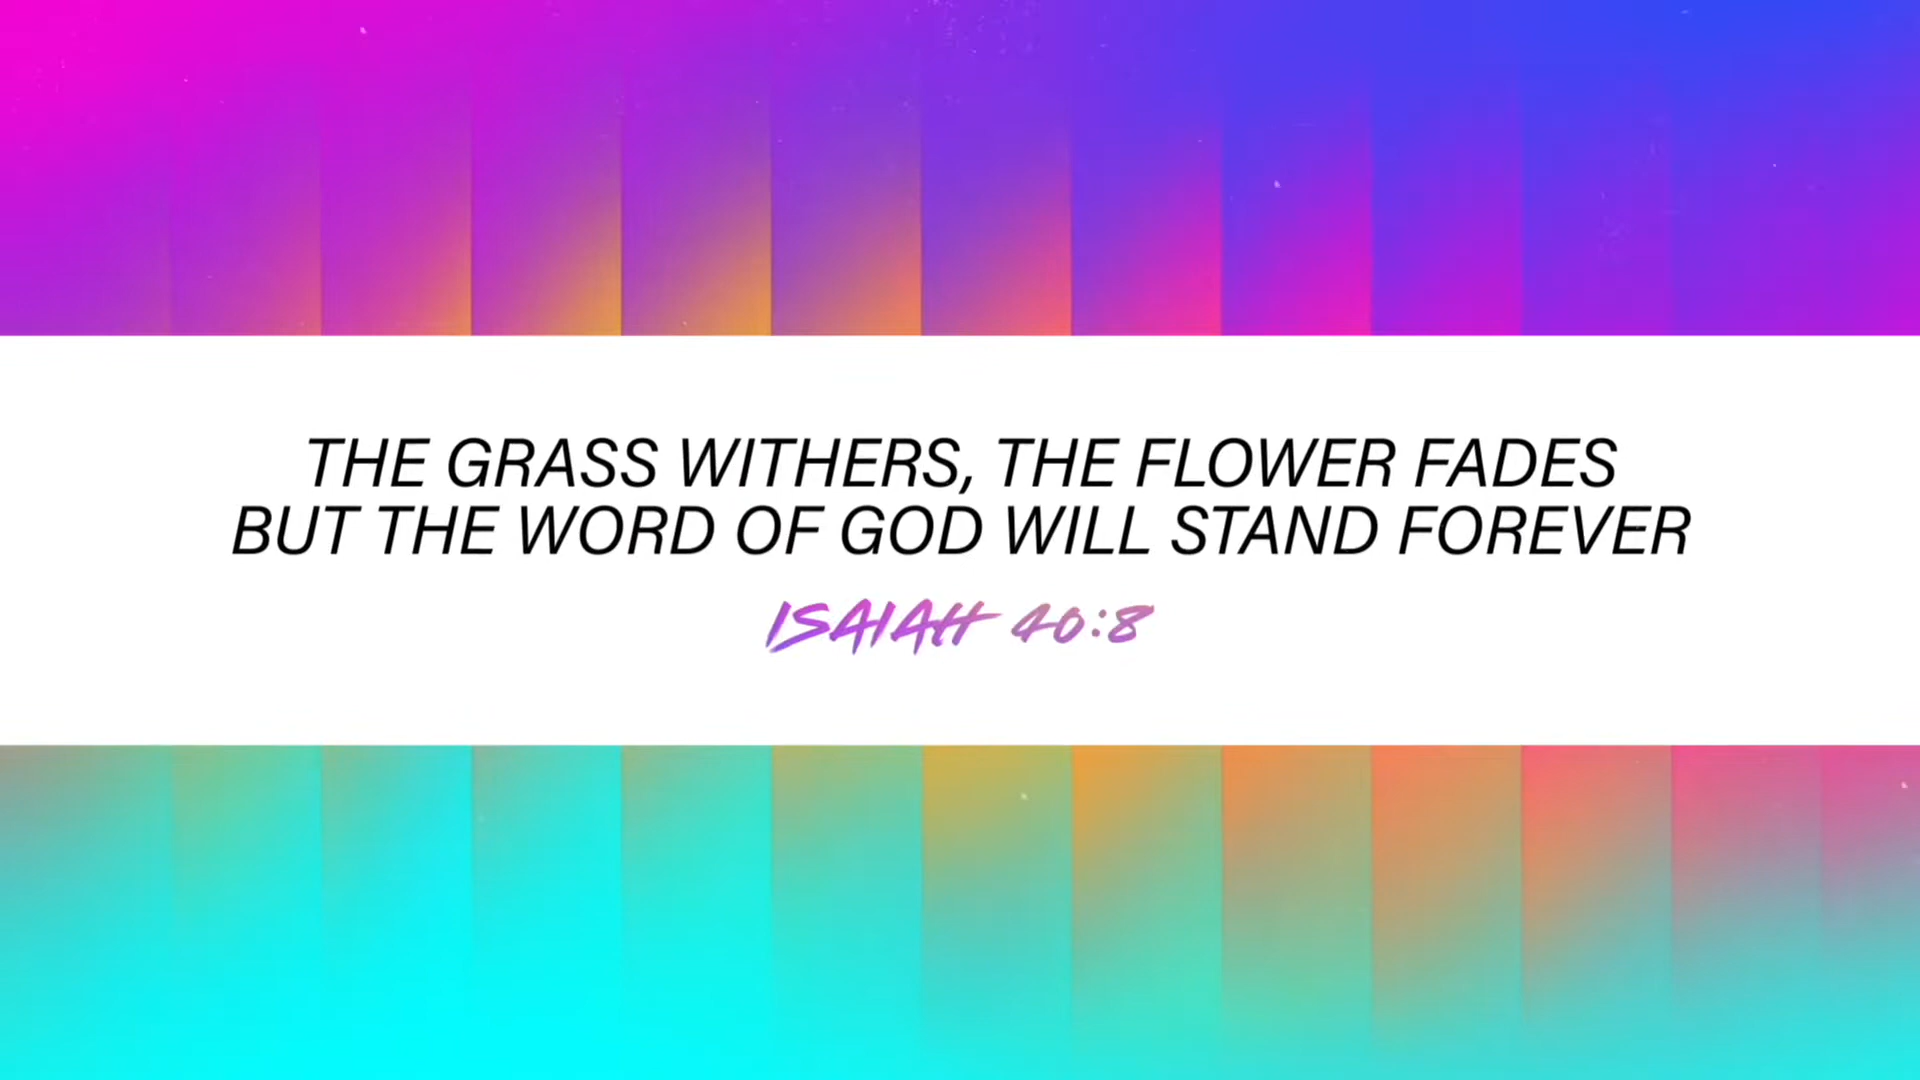 THE GRASS WITHERS, THE FLOWER FADES
BUT THE WORD OF GOD WILL STAND FOREVER
ISAIAH 40:8